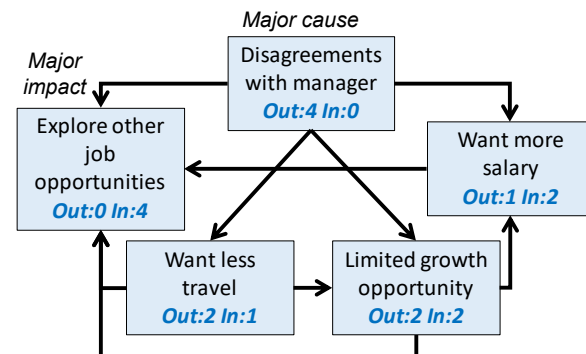 Major cause
Disagreements
with manager
Out:4 In:0
Major
impact
Explore other
job
opportunities
Out:0 In:4
Want more
salary
Out:1 In:2
Want less
travel
Out:2 In:1
Limited growth
opportunity
Out:2 In:2